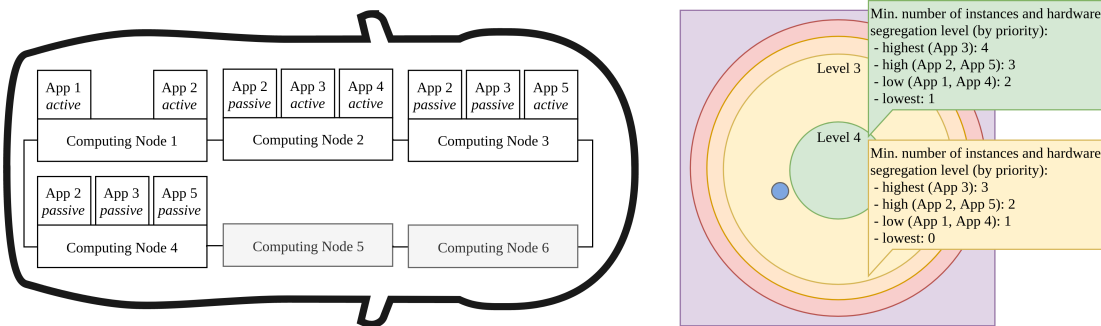 App 1
active
App 2
active
App 2
passive
App 3
active
App 4
active
App 2
passive
App 3
passive
App 5
active
Computing Node 1
Computing Node 2
Computing Node 3
App 2
passive
App 3
passive
App 5
passive
Computing Node 4
Computing Node 5
Computing Node 6
Level 3
Level 4
Min. number of instances and hardware
segregation level (by priority):
- highest (App 3): 4
- high (App 2, App 5): 3
- low (App 1, App 4): 2
- lowest: 1
Min. number of instances and hardware
segregation level (by priority):
- highest (App 3): 3
- high (App 2, App 5): 2
- low (App 1, App 4): 1
- lowest: 0